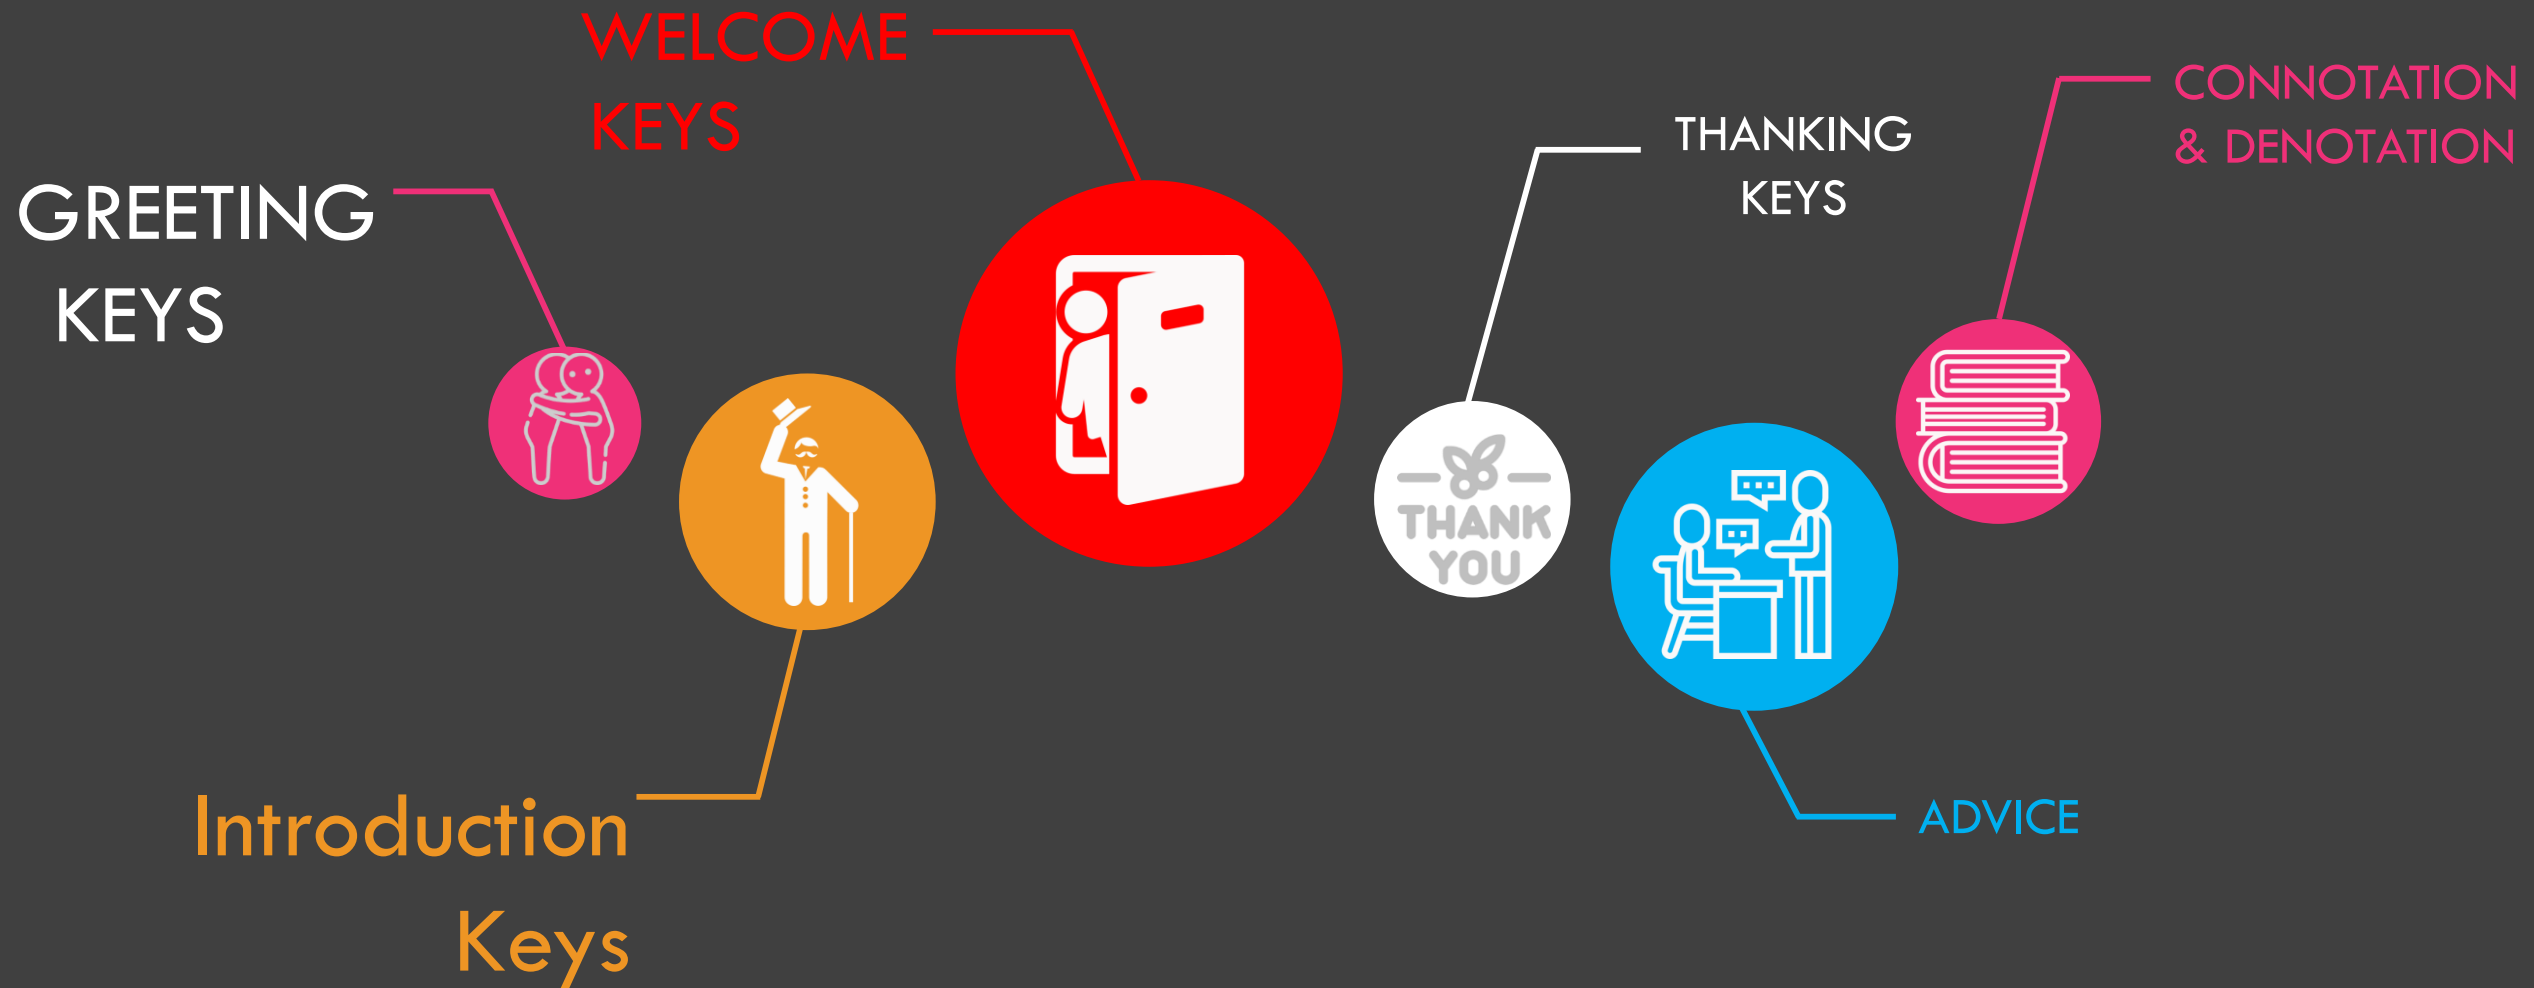 GREETING
KEYS
Introduction
Keys
WELCOME
KEYS
THANKING
KEYS
THANK
YOU
ADVICE
CONNOTATION
& DENOTATION